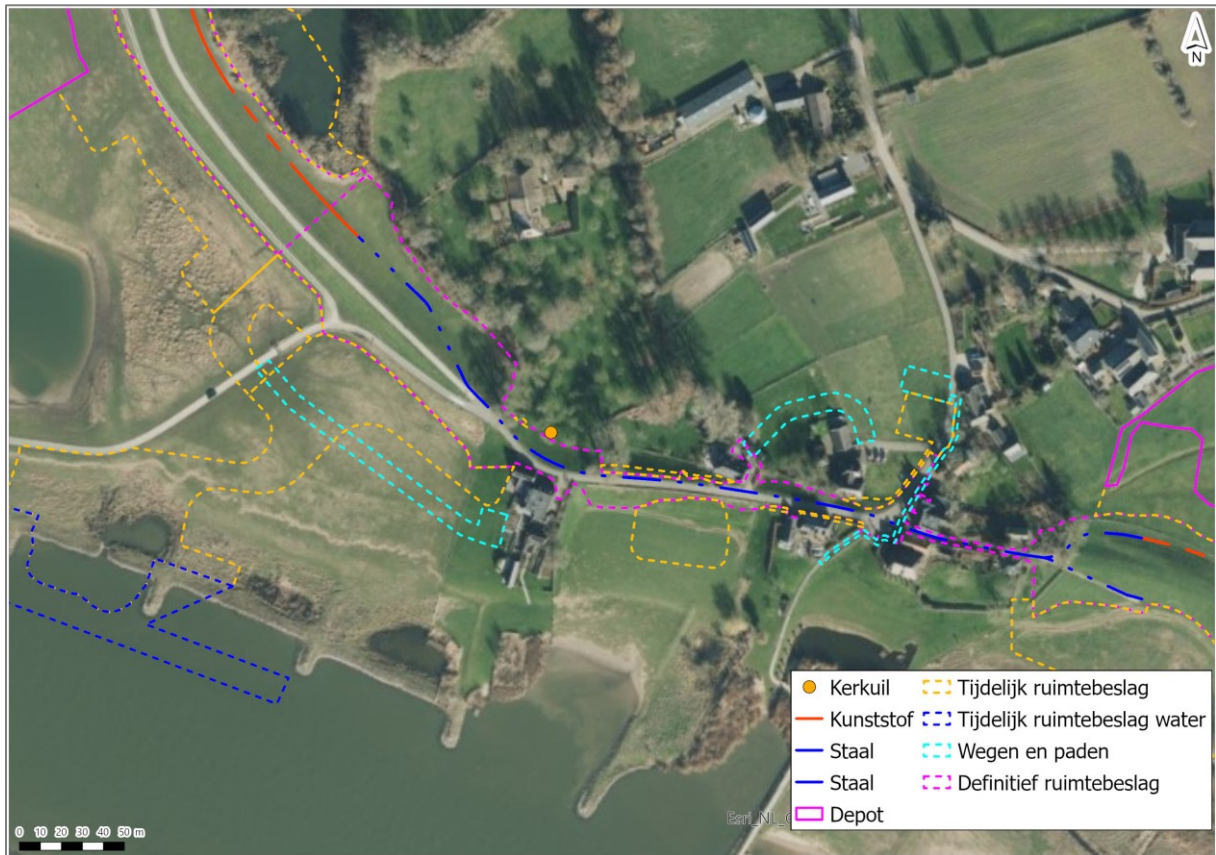 N
Kerkuil
Kunststof
Staal
Staal
Depot
Tijdelijk ruimtebeslag
Tijdelijk ruimtebeslag water
Wegen en paden
Definitief ruimtebeslag
0 10 20 30 40 50 m
Esri_NL_